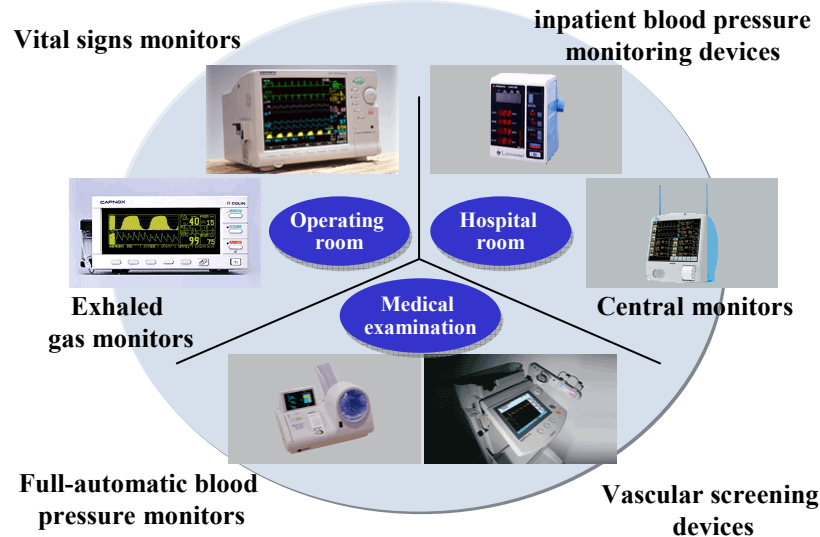 Vital signs monitors
inpatient blood pressure
monitoring devices
CAPNOX
COLIN
40
15
99
75
Operating
room
Hospital
room
Exhaled
gas monitors
Medical
examination
Central monitors
Full-automatic blood
pressure monitors
Vascular screening
devices